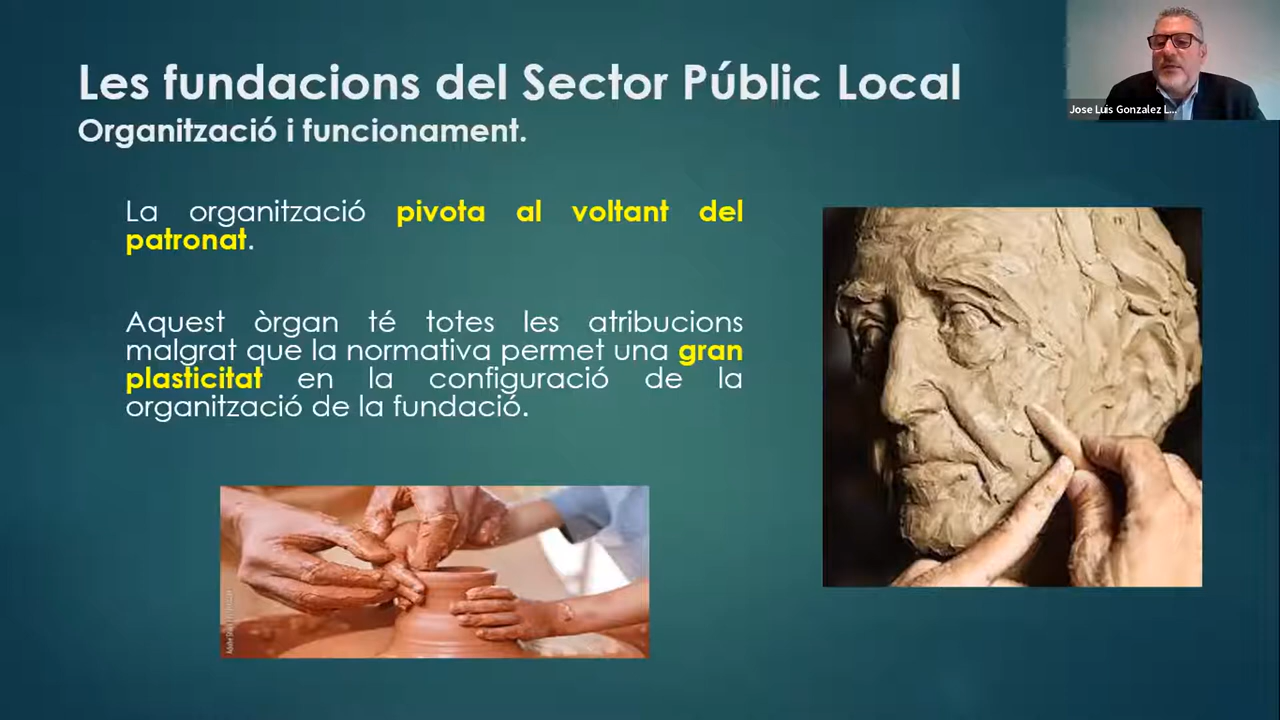 Les fundacions del Sector Públic Local
Organització i funcionament.
Jose Luis Gonzalez L...
La organització pivota al voltant del
patronat.
Aquest òrgan té totes les atribucions
malgrat que la normativa permet una gran
plasticitat en la configuració de la
organització de la fundació.